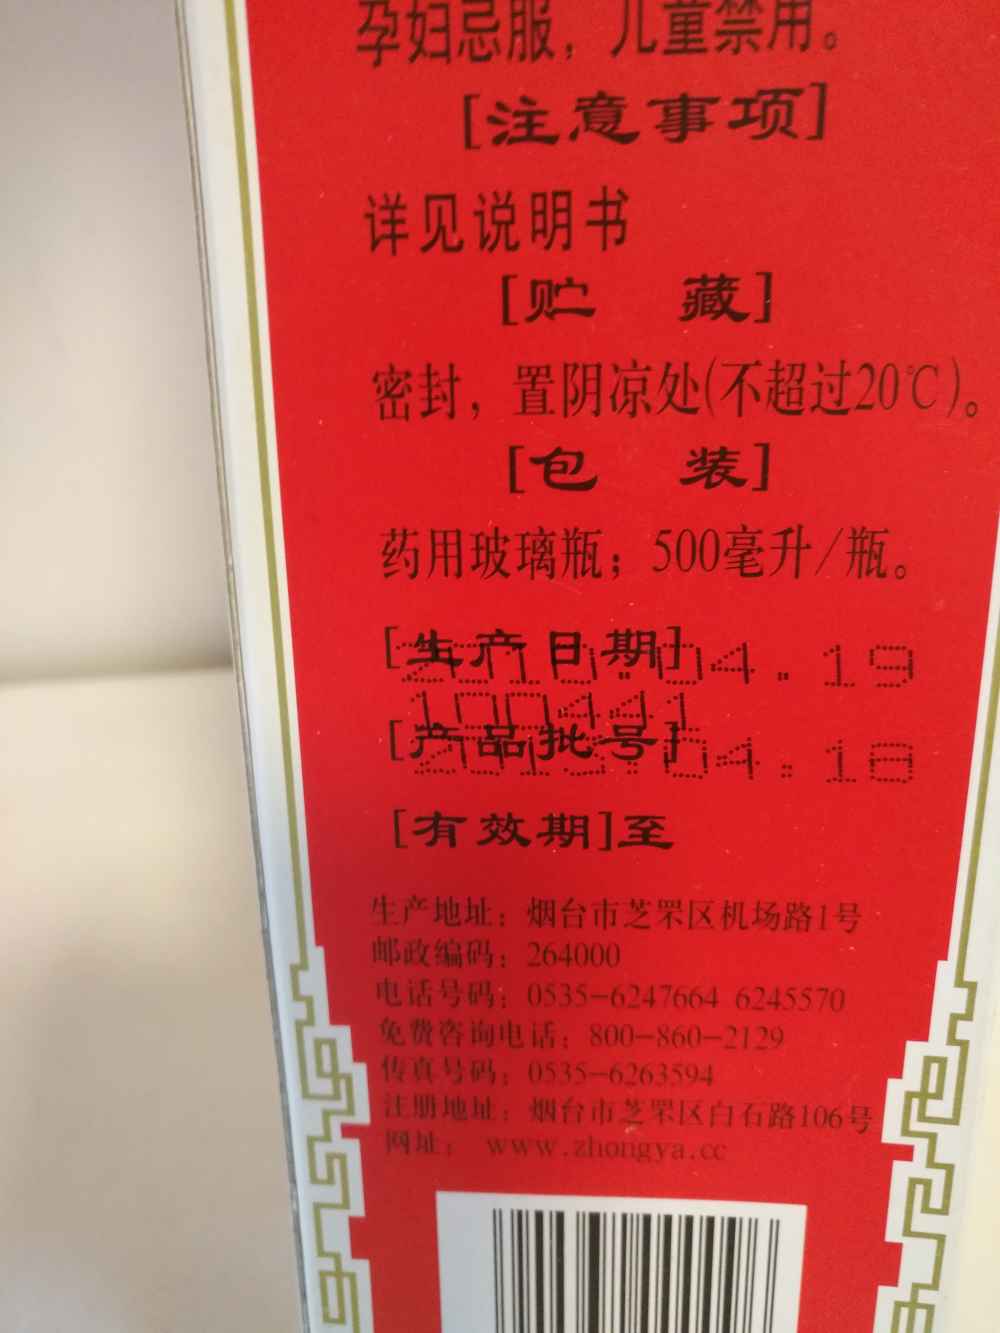 孕妇忌服，儿童禁用。
[注意事项]
详见说明书
[贮 藏]
密封，置阴凉处(不超过20℃)。
[包 装]
药用玻璃瓶；500毫升/瓶。
[生产日期]
2010.04.19
100441
[产品批号]
04.18
[有效期]至
生产地址：烟台市芝罘区机场路1号
邮政编码：264000
电话号码：0535-6247664 6245570
免费咨询电话：800-860-2129
传真号码：0535-6263594
注册地址：烟台市芝罘区白石路106号
网址： www.zhongya.cc